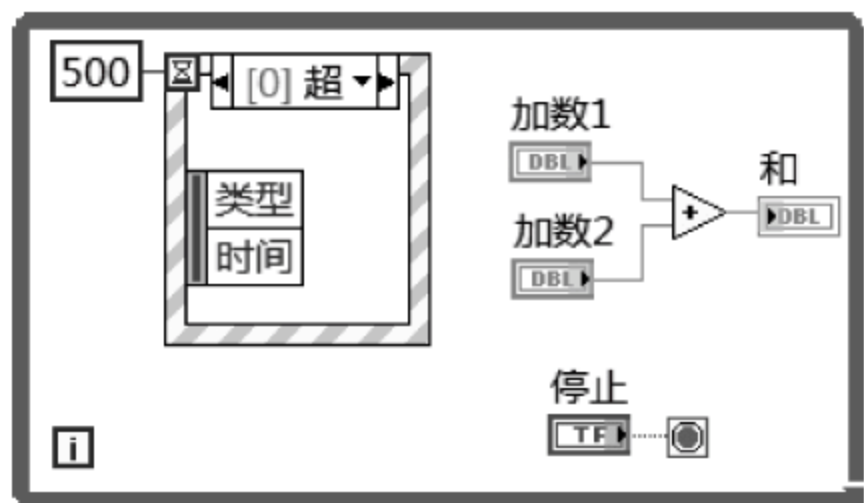 500
[0] 超
类型
时间
加数1
DBL
加数2
DBL
+
和
DBL
停止
TF
i